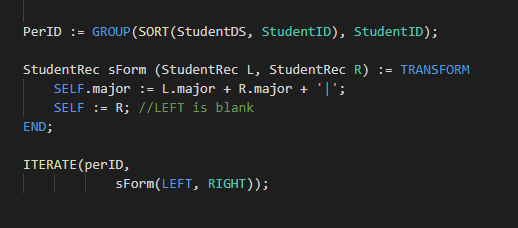 PerID := GROUP(SORT(StudentDS, StudentID), StudentID);
StudentRec sForm (StudentRec L, StudentRec R) := TRANSFORM
SELF.major := L.major + R.major + '|';
SELF := R; //LEFT is blank
END;
ITERATE(perID,
sForm(LEFT, RIGHT));